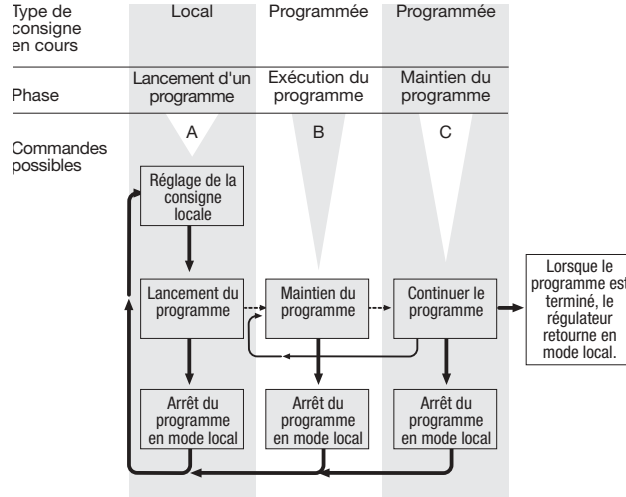 Type de
consigne
en cours
Local
Programmée
Programmée
Phase
Lancement d'un
programme
Exécution du
programme
Maintien du
programme
Commandes
possibles
A
B
C
Réglage de la
consigne
locale
Lancement du
programme
Maintien du
programme
Continuer le
programme
Lorsque le
programme est
terminé, le
régulateur
retourne en
mode local.
Arrêt du
programme
en mode local
Arrêt du
programme
en mode local
Arrêt du
programme
en mode local